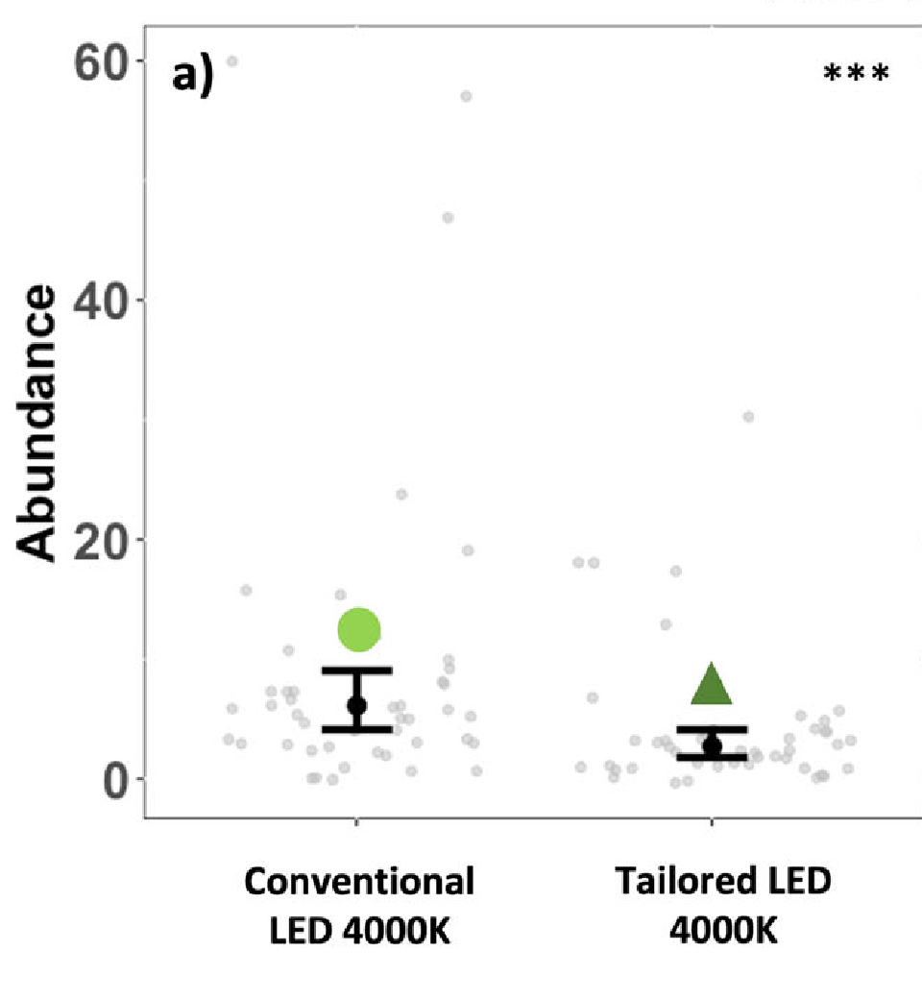 a)
***
Abundance
60
40
20
0
Conventional
LED 4000K
Tailored LED
4000K